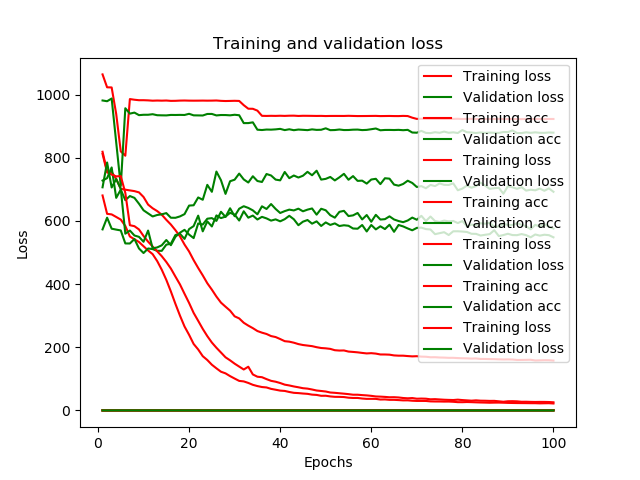 Training and validation loss
Loss
1000
800
600
400
200
0
0 20 40 60 80 100
Epochs
Training loss
Validation loss
Training acc
Validation acc
Training loss
Validation loss
Training acc
Validation acc
Training loss
Validation loss
Training acc
Validation acc
Training loss
Validation loss